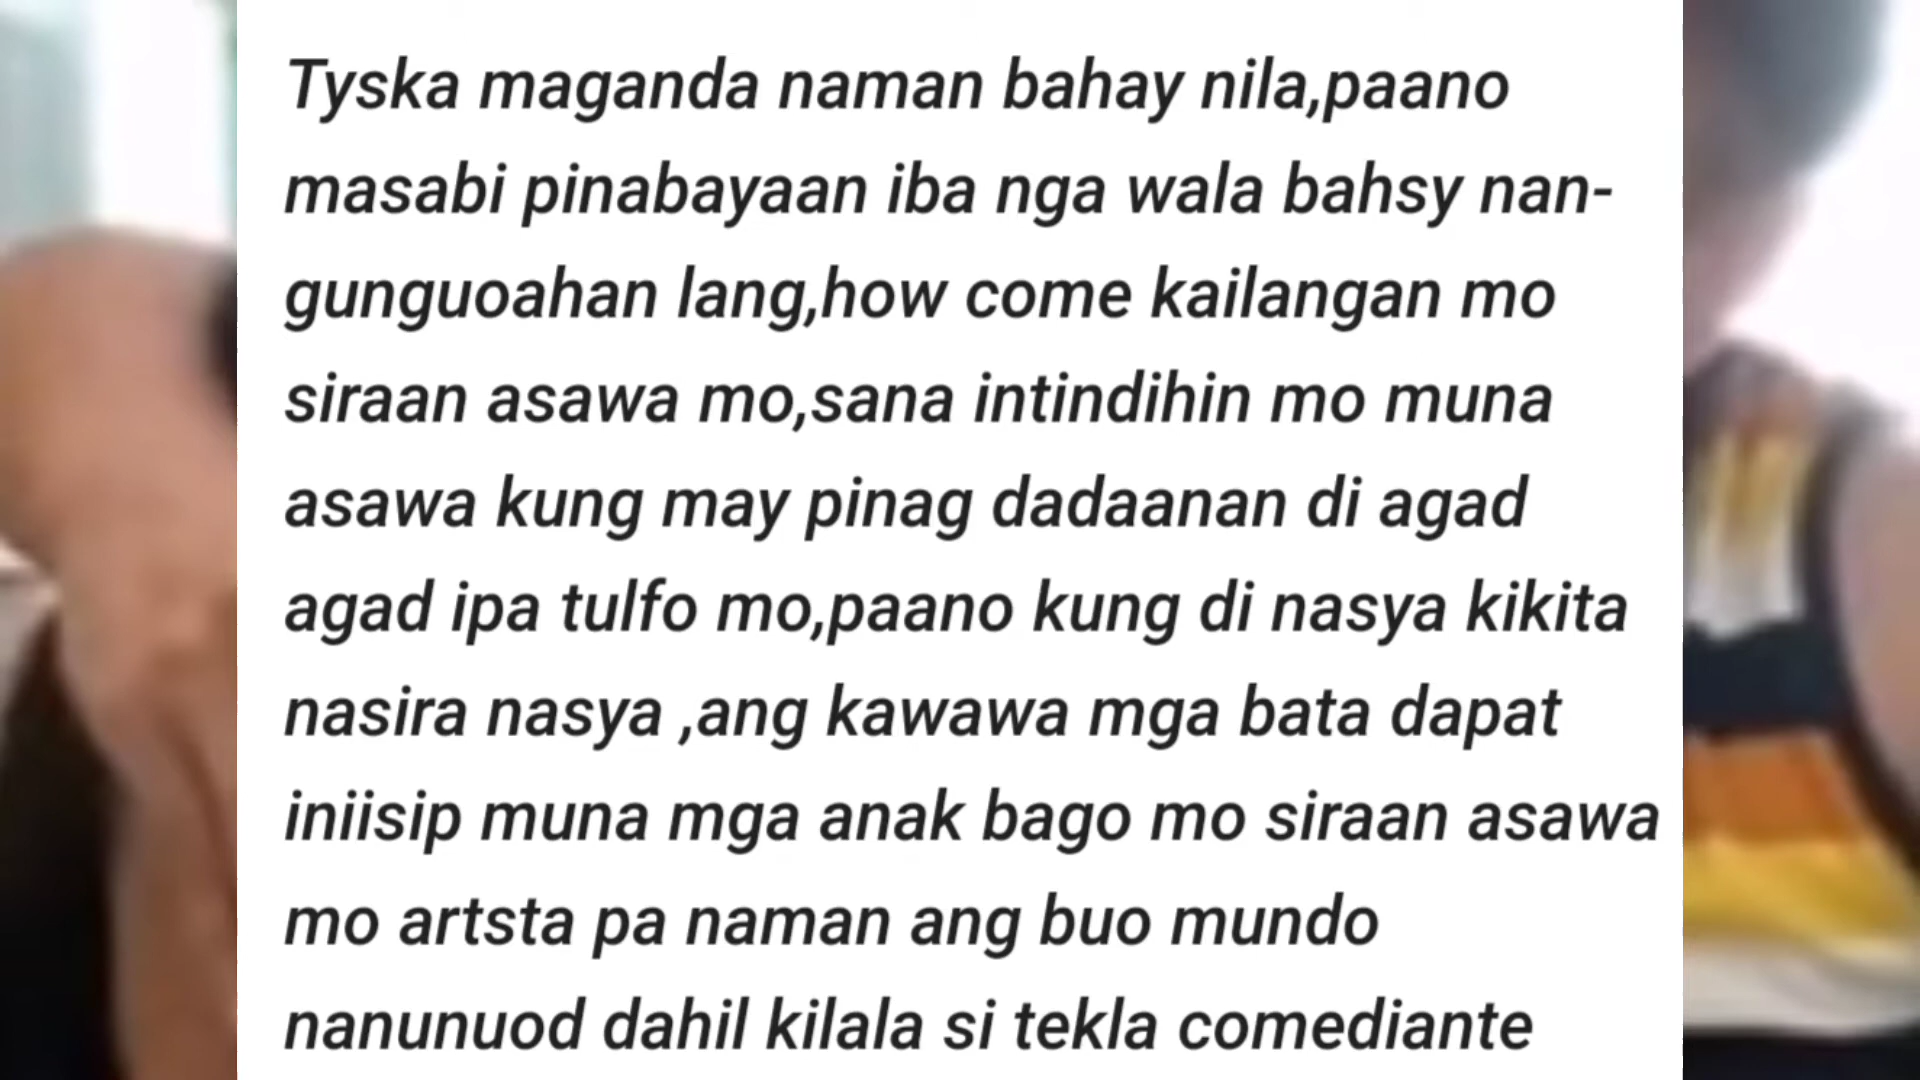 Tyska maganda naman bahay nila,paano
masabi pinabayaan iba nga wala bahsy nan-
gunguoahan lang,how come kailangan mo
siraan asawa mo,sana intindihin mo muna
asawa kung may pinag dadaanan di agad
agad ipa tulfo mo,paano kung di nasya kikita
nasira nasya ,ang kawawa mga bata dapat
iniisip muna mga anak bago mo siraan asawa
mo artsta pa naman ang buo mundo
nanunuod dahil kilala si tekla comediante